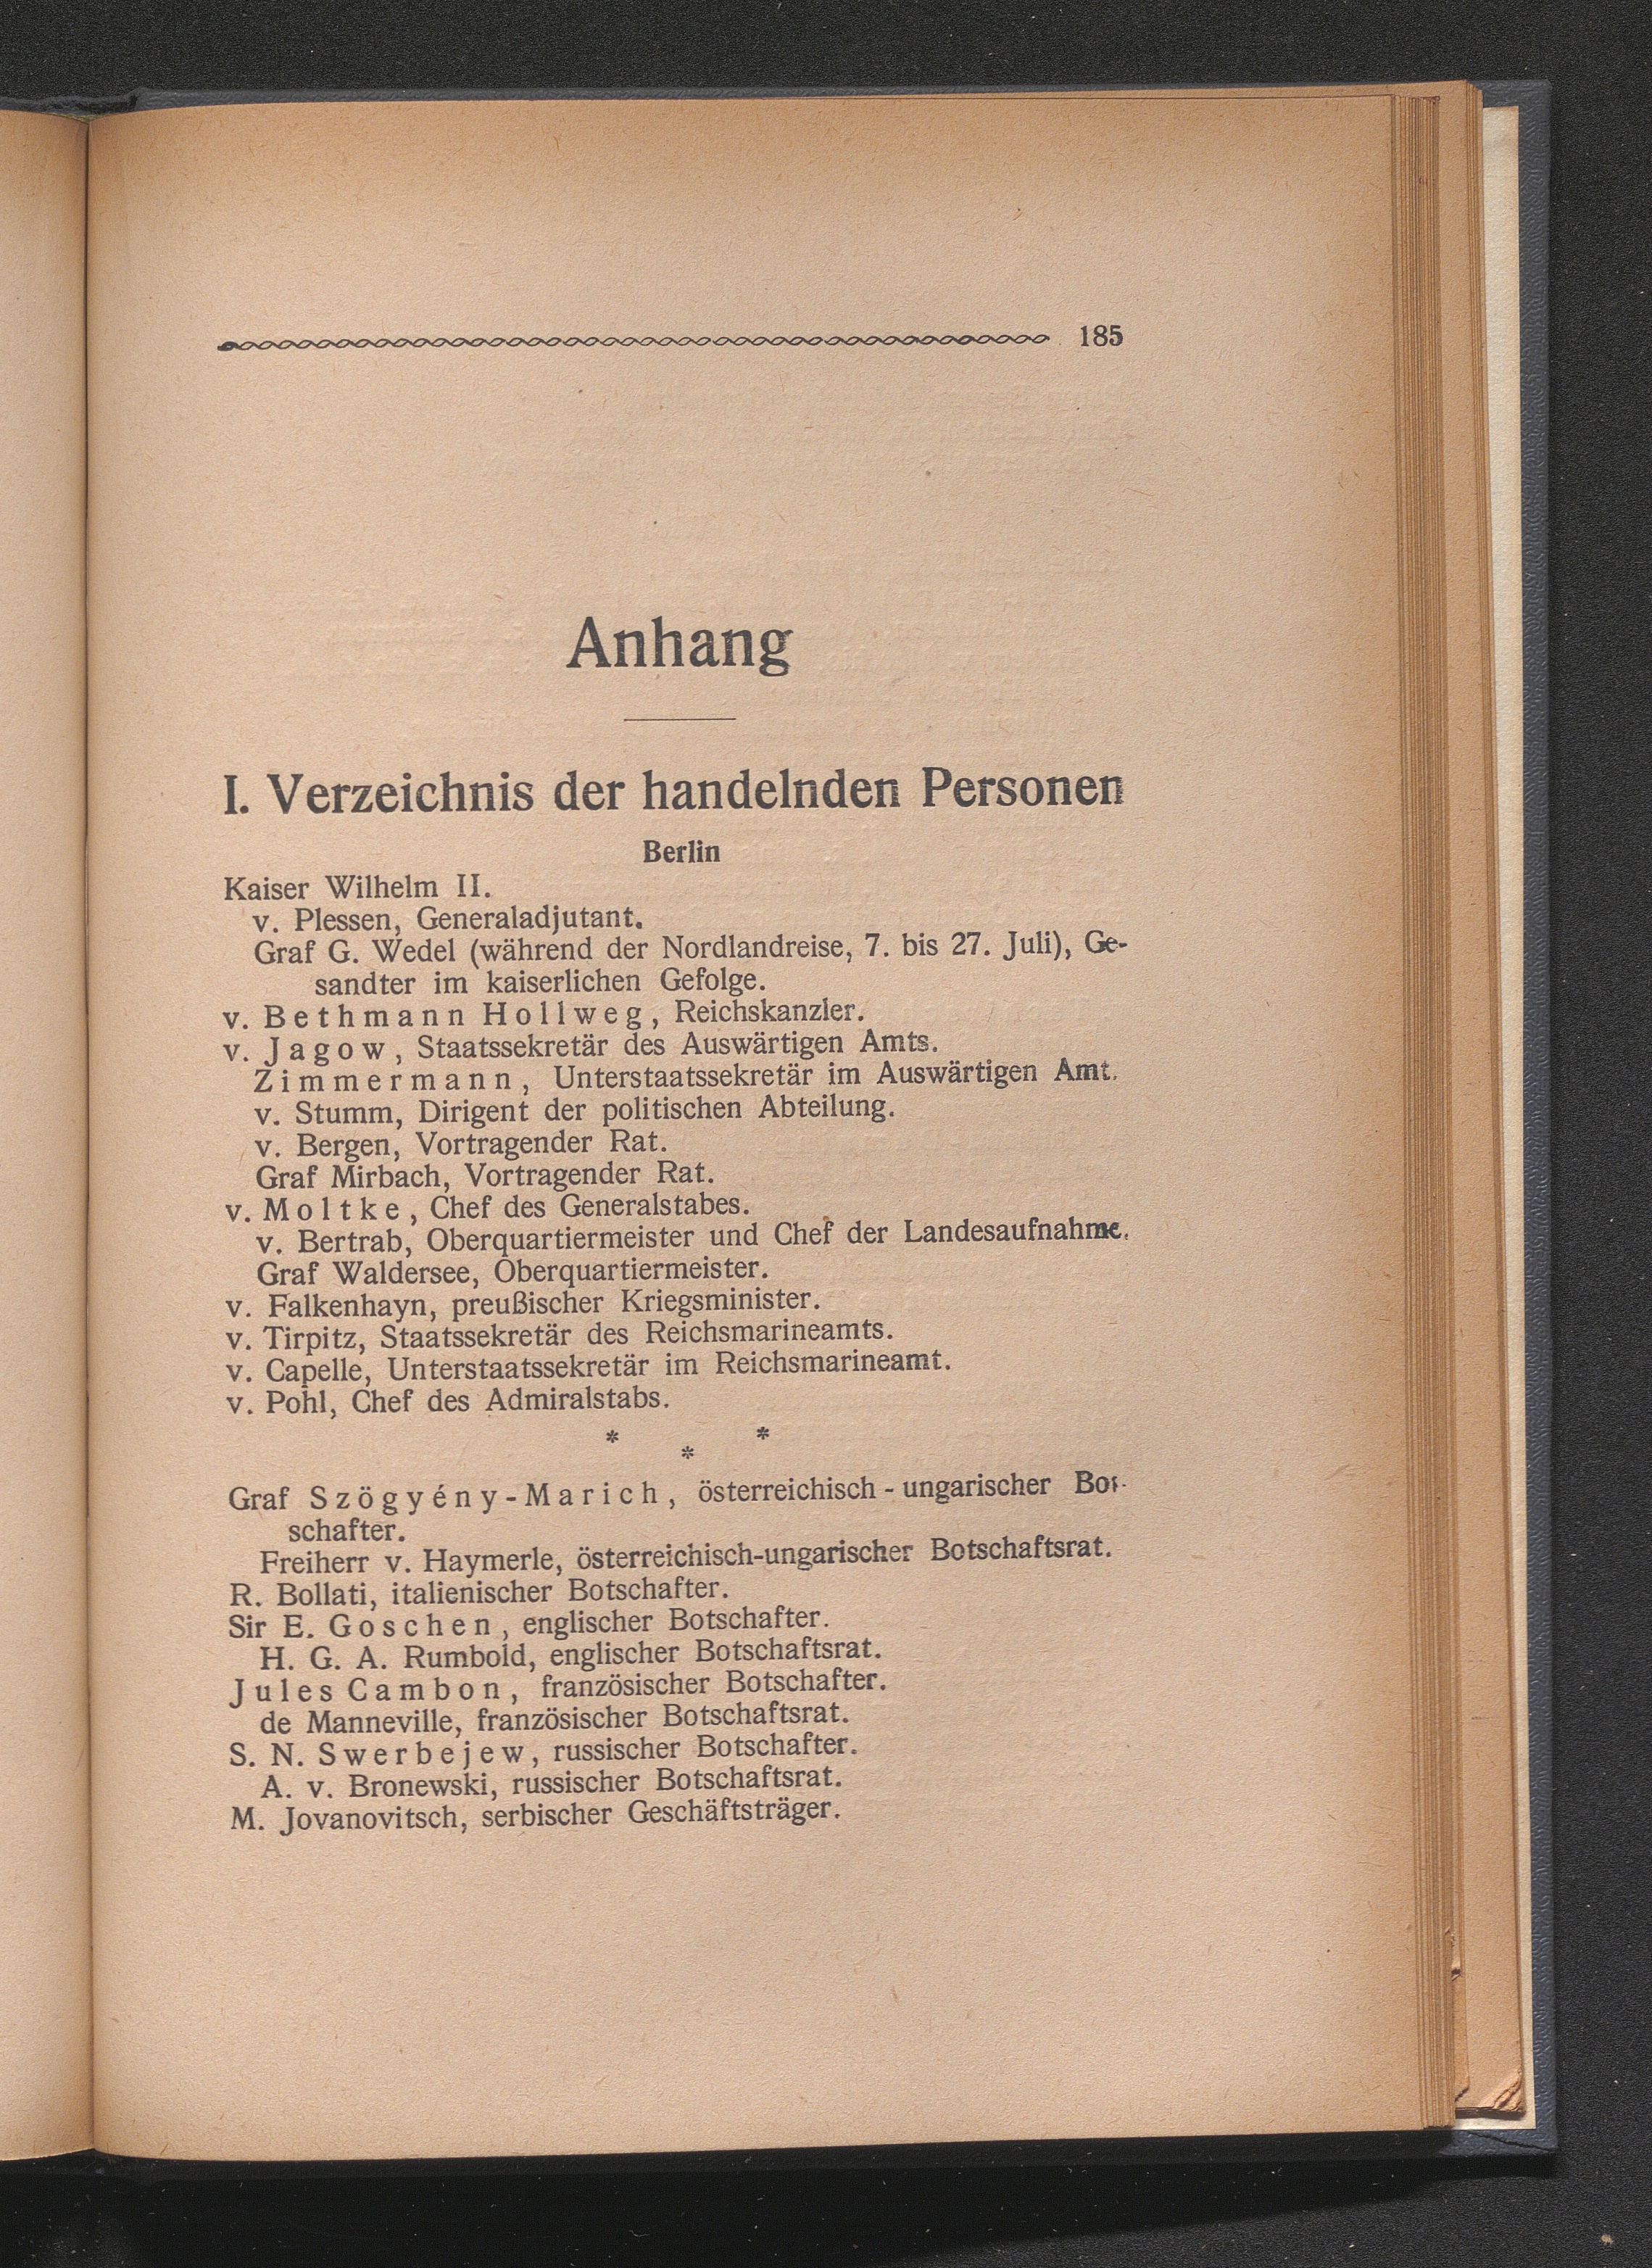 185
Anhang
I. Verzeichnis der handelnden Personen
Berlin
Kaiser Wilhelm II.
v. Plessen, Generaladjutant.
Graf G. Wedel (während der Nordlandreise, 7. bis 27. Juli), Ge-
sandter im kaiserlichen Gefolge.
v. Bethmann Hollweg, Reichskanzler.
v. Jagow, Staatssekretär des Auswärtigen Amts.
Zimmermann, Unterstaatssekretär im Auswärtigen Amt.
v. Stumm, Dirigent der politischen Abteilung.
v. Bergen, Vortragender Rat.
Graf Mirbach, Vortragender Rat.
v. Moltke, Chef des Generalstabes.
v. Bertrab, Oberquartiermeister und Chef der Landesaufnahme.
Graf Waldersee, Oberquartiermeister.
v. Falkenhayn, preußischer Kriegsminister.
v. Tirpitz, Staatssekretär des Reichsmarineamts.
v. Capelle, Unterstaatssekretär im Reichsmarineamt.
v. Pohl, Chef des Admiralstabs.
* * *
Graf Szögyény-Marich, österreichisch-ungarischer Bot-
schafter.
Freiherr v. Haymerle, österreichisch-ungarischer Botschaftsrat.
R. Bollati, italienischer Botschafter.
Sir E. Goschen, englischer Botschafter.
H. G. A. Rumbold, englischer Botschaftsrat.
Jules Cambon, französischer Botschafter.
de Manneville, französischer Botschaftsrat.
S. N. Swerbejew, russischer Botschafter.
A. v. Bronewski, russischer Botschaftsrat.
M. Jovanovitsch, serbischer Geschäftsträger.